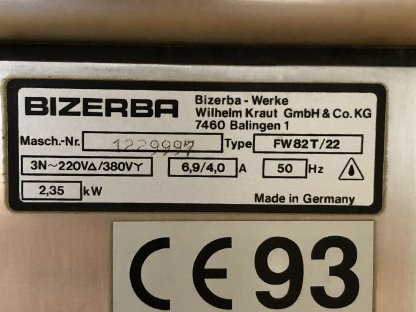 BIZERBA
Bizerba - Werke
Wilhelm Kraut GmbH & Co. KG
7460 Balingen 1
Masch.-Nr. 1229997 Type FW82T/22
3N~220V△/380VY 6,9/4,0 A 50 Hz
2,35 kW Made in Germany
CE 93